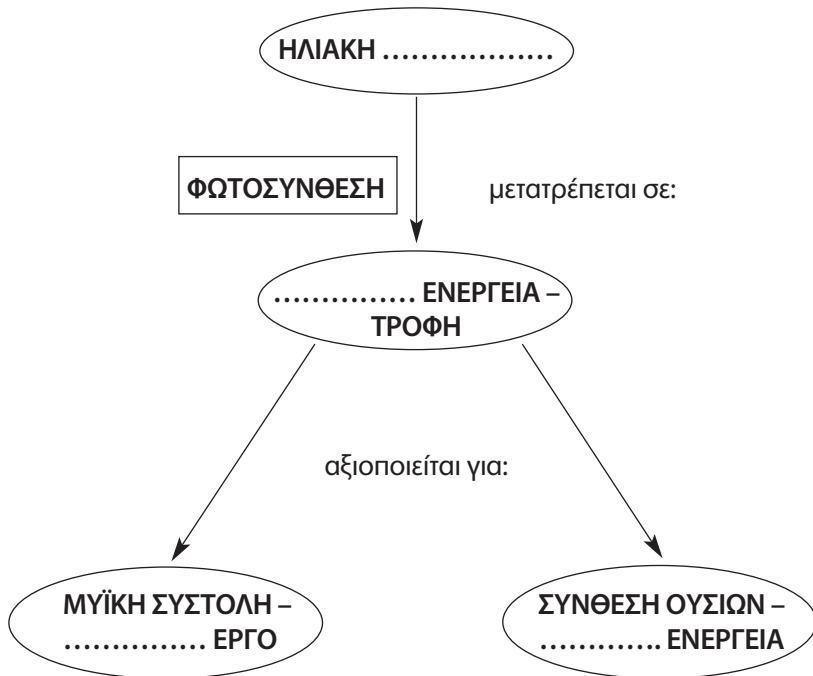 ΗΛΙΑΚΗ ..................
ΦΩΤΟΣΥΝΘΕΣΗ
μετατρέπεται σε:
................ ΕΝΕΡΓΕΙΑ –
ΤΡΟΦΗ
αξιοποιείται για:
ΜΥΪΚΗ ΣΥΣΤΟΛΗ –
................ ΕΡΓΟ
ΣΥΝΘΕΣΗ ΟΥΣΙΩΝ –
.............. ΕΝΕΡΓΕΙΑ